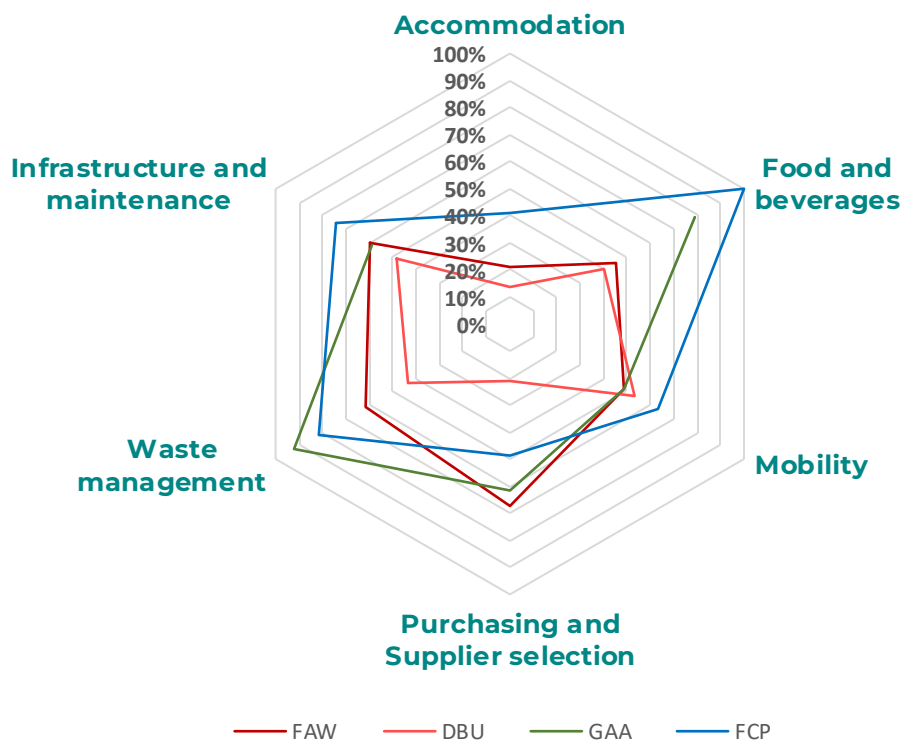 Accommodation
100%
90%
80%
70%
60%
50%
40%
30%
20%
10%
0%
Infrastructure and
maintenance
Food and
beverages
Waste
management
Mobility
Purchasing and
Supplier selection
FAW DBU GAA FCP